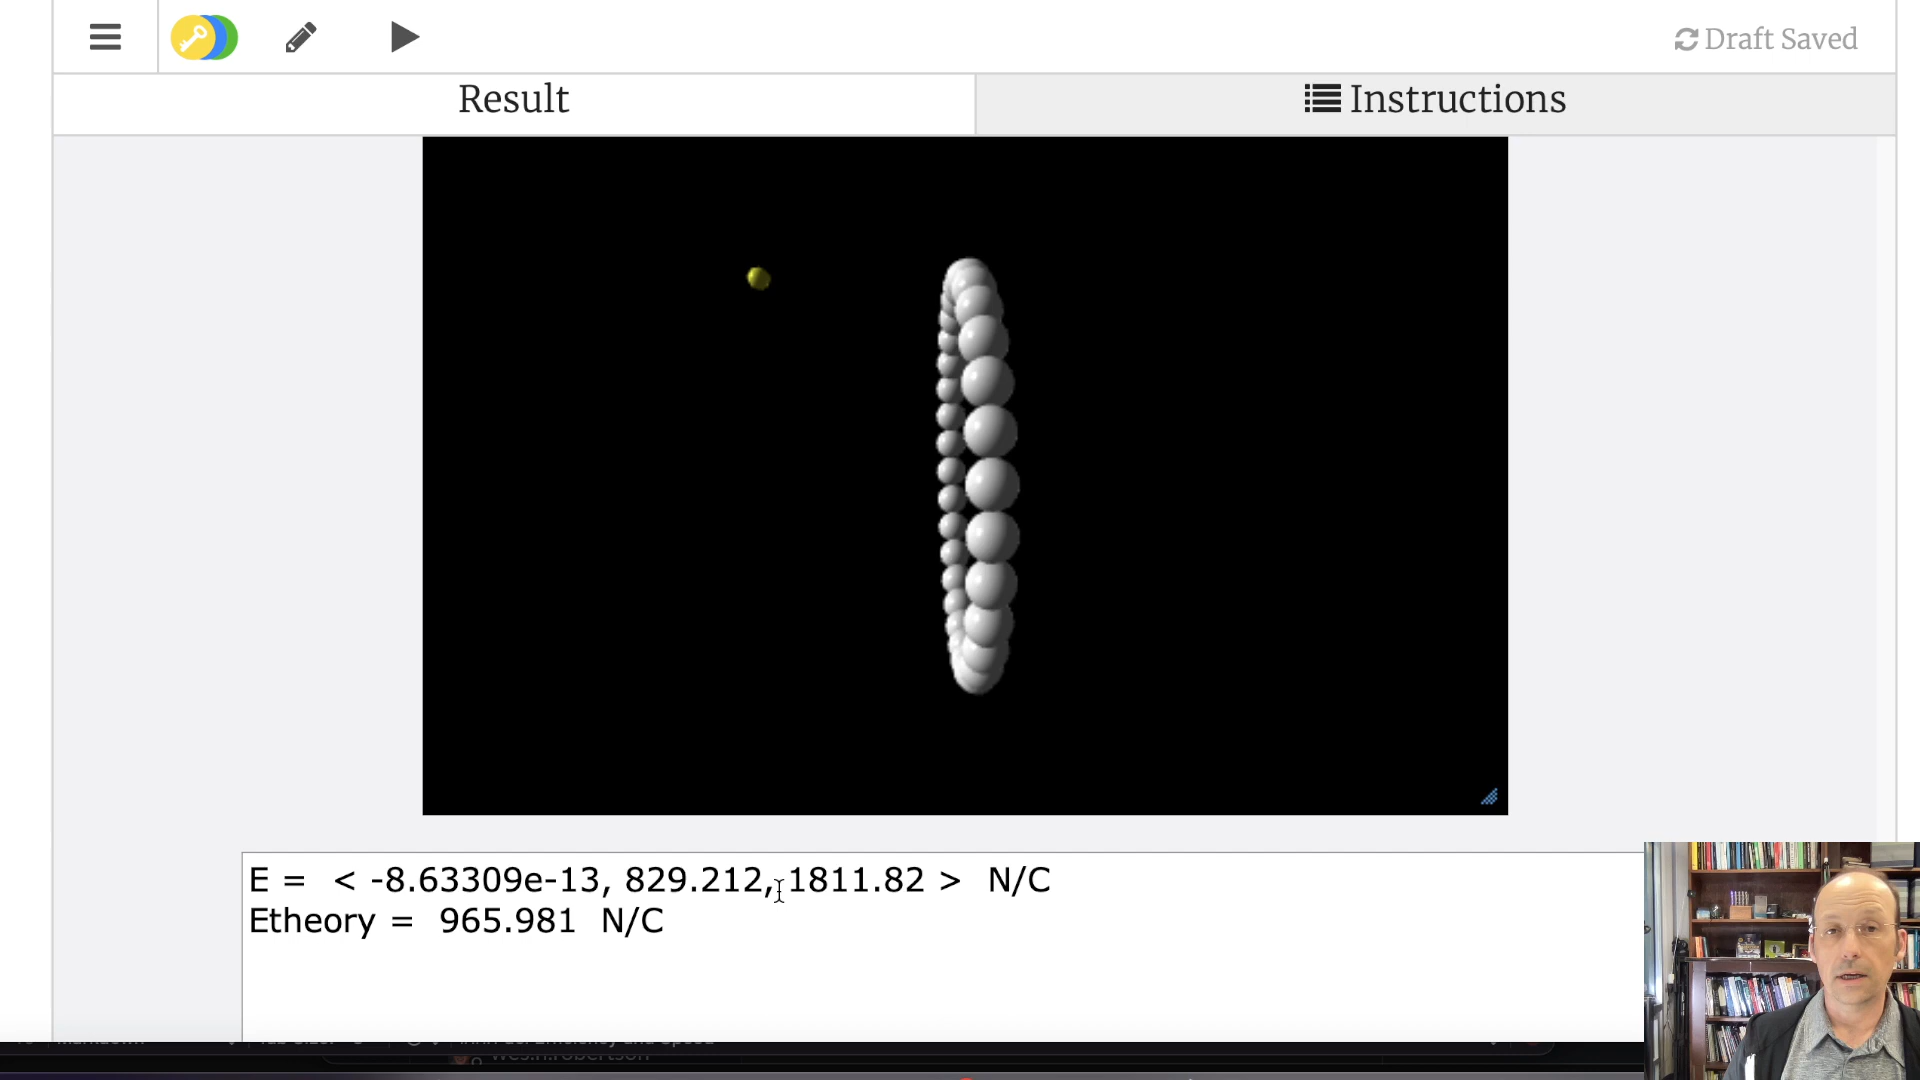 Draft Saved
Result
Instructions
E = < -8.63309e-13, 829.212, 1811.82 > N/C
Etheory = 965.981 N/C